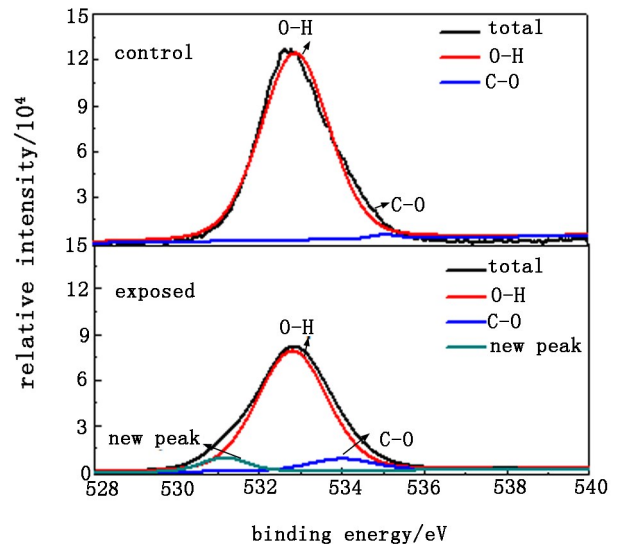 relative intensity/10⁴
15
12
9
6
3
control
O-H
C-O
total
O-H
C-O
15
12
9
6
3
0
exposed
O-H
new peak
C-O
total
O-H
C-O
new peak
528 530 532 534 536 538 540
binding energy/eV